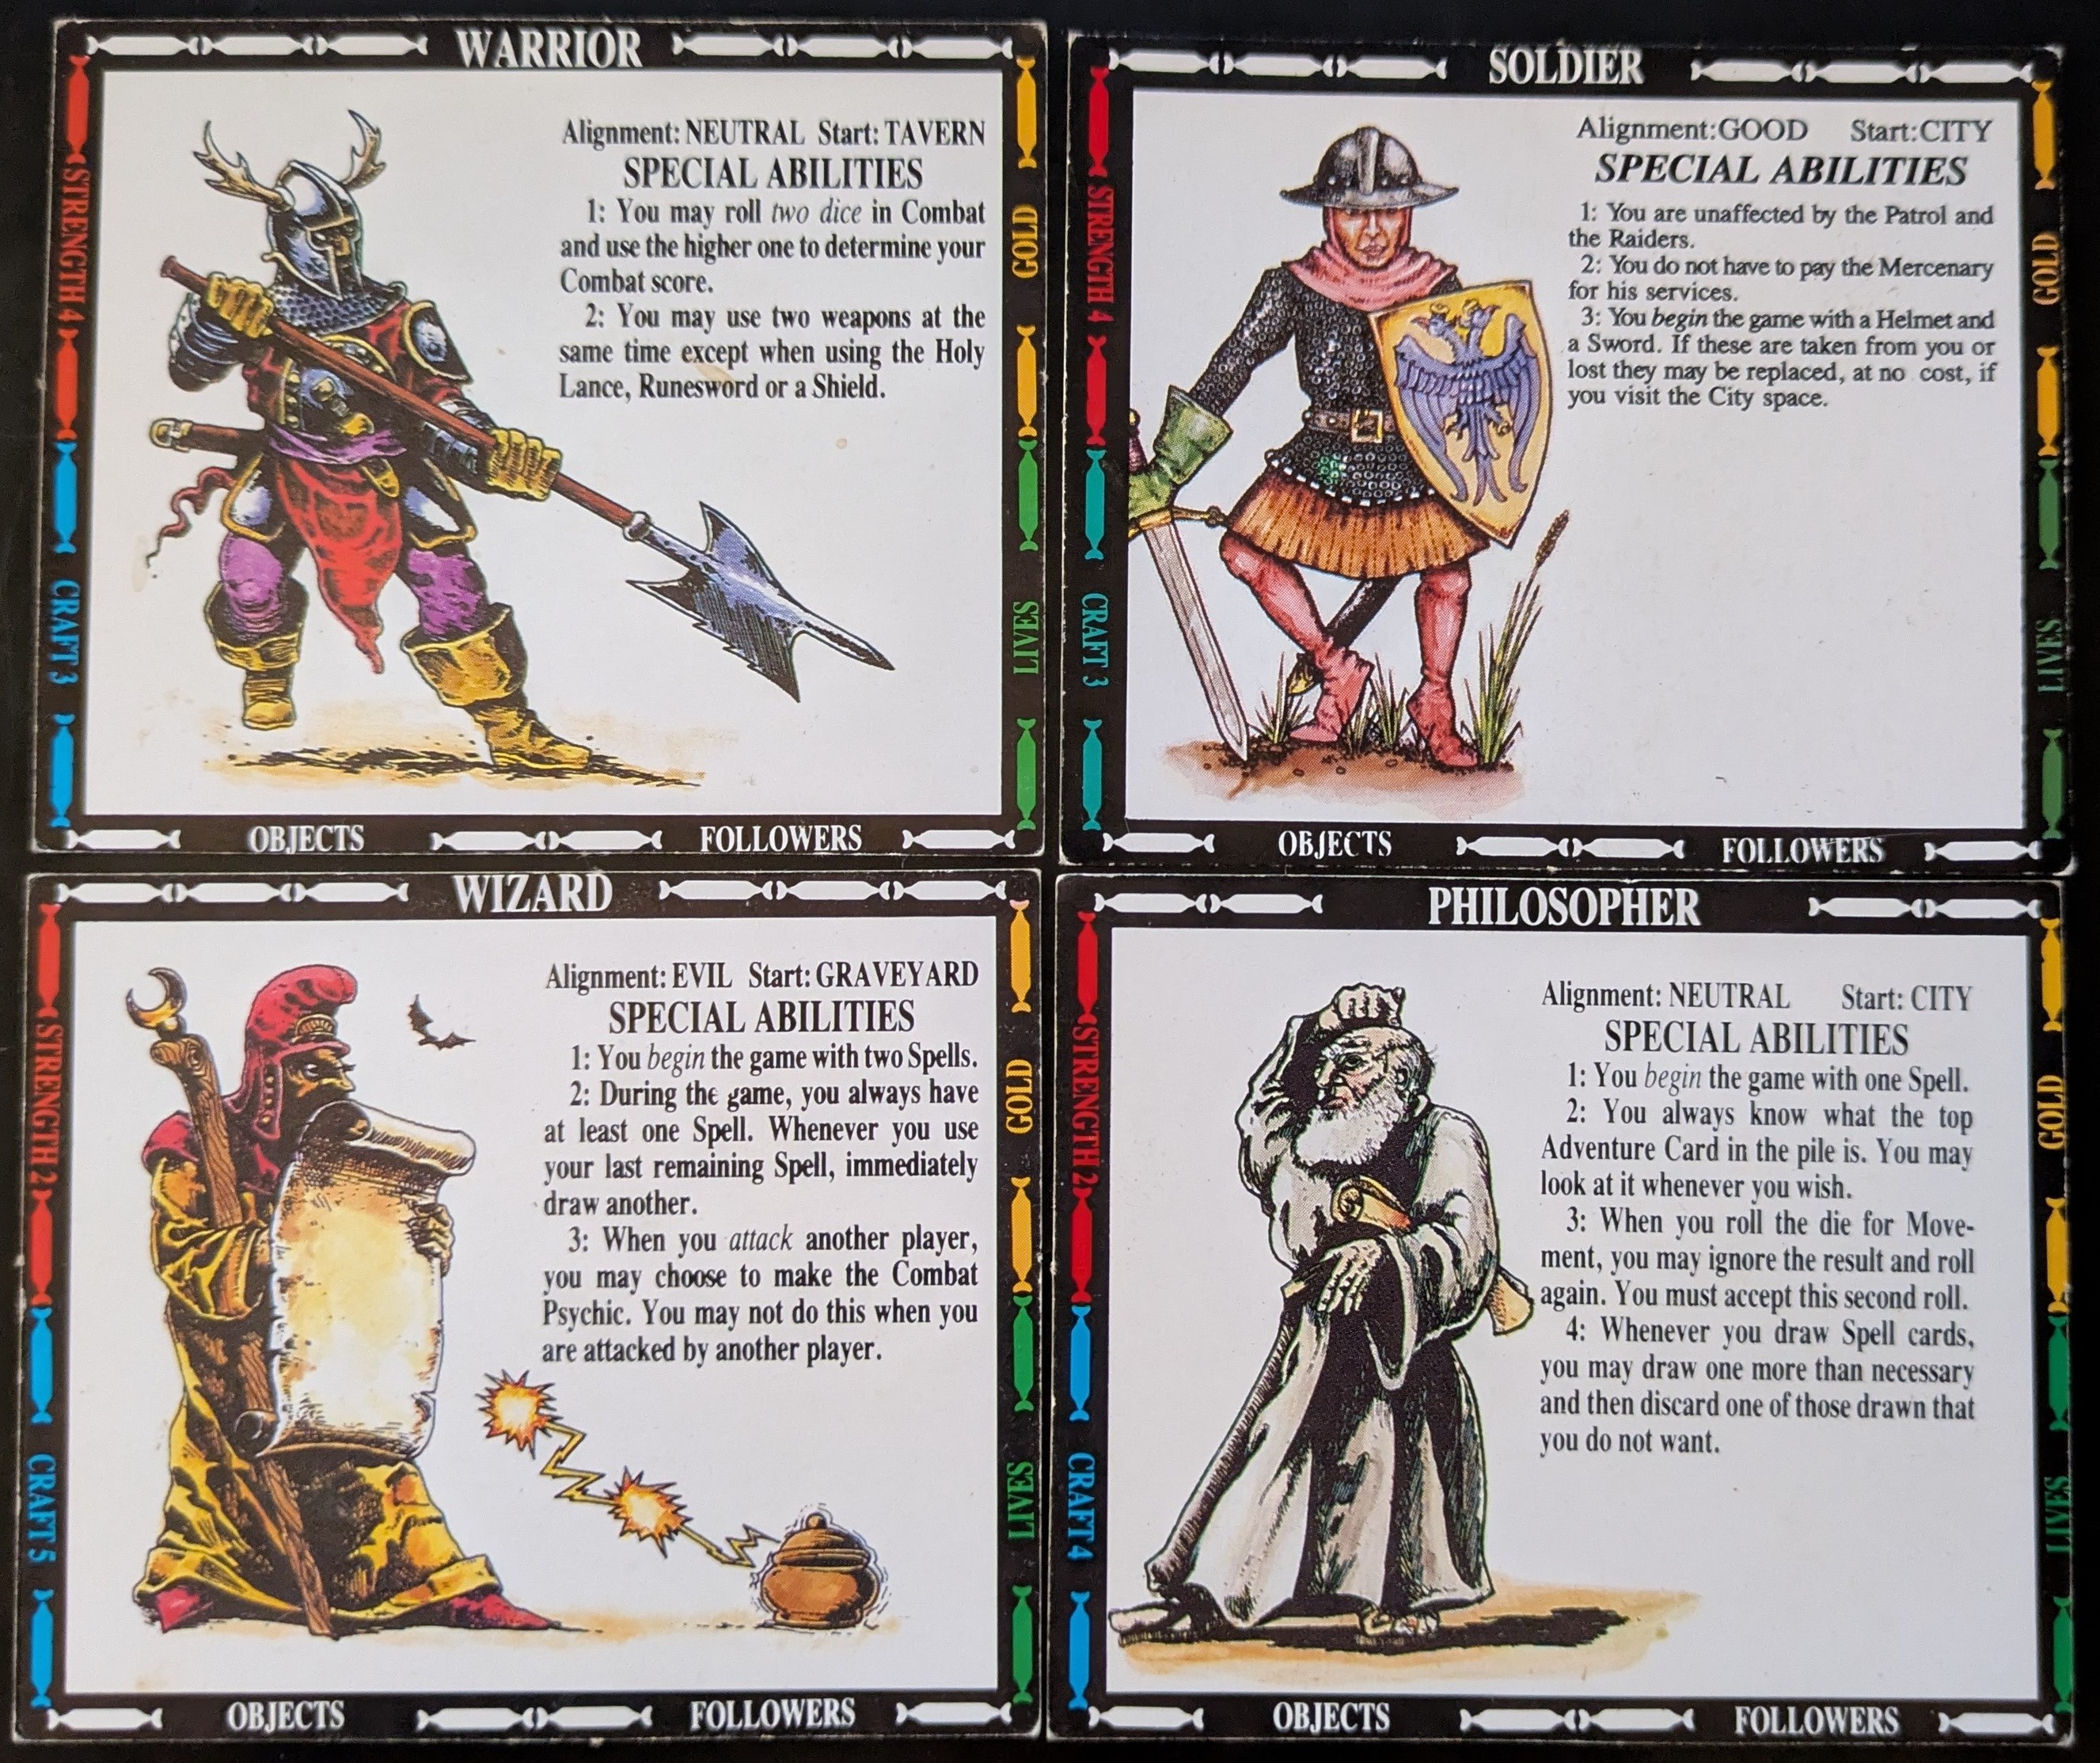 WARRIOR
STRENGTH 4
CRAFT 3
Alignment: NEUTRAL Start: TAVERN
SPECIAL ABILITIES
1: You may roll two dice in Combat
and use the higher one to determine your
Combat score.
2: You may use two weapons at the
same time except when using the Holy
Lance, Runesword or a Shield.
GOLD
LIVES
OBJECTS
FOLLOWERS
SOLDIER
STRENGTH 4
CRAFT 3
Alignment:GOOD Start:CITY
SPECIAL ABILITIES
1: You are unaffected by the Patrol and
the Raiders.
2: You do not have to pay the Mercenary
for his services.
3: You begin the game with a Helmet and
a Sword. If these are taken from you or
lost they may be replaced, at no cost, if
you visit the City space.
GOLD
LIVES
OBJECTS
FOLLOWERS
WIZARD
STRENGTH 2
CRAFT 5
Alignment: EVIL Start: GRAVEYARD
SPECIAL ABILITIES
1: You begin the game with two Spells.
2: During the game, you always have
at least one Spell. Whenever you use
your last remaining Spell, immediately
draw another.
3: When you attack another player,
you may choose to make the Combat
Psychic. You may not do this when you
are attacked by another player.
GOLD
LIVES
OBJECTS
FOLLOWERS
PHILOSOPHER
STRENGTH 2
CRAFT 4
Alignment: NEUTRAL Start: CITY
SPECIAL ABILITIES
1: You begin the game with one Spell.
2: You always know what the top
Adventure Card in the pile is. You may
look at it whenever you wish.
3: When you roll the die for Move-
ment, you may ignore the result and roll
again. You must accept this second roll.
4: Whenever you draw Spell cards,
you may draw one more than necessary
and then discard one of those drawn that
you do not want.
GOLD
LIVES
OBJECTS
FOLLOWERS